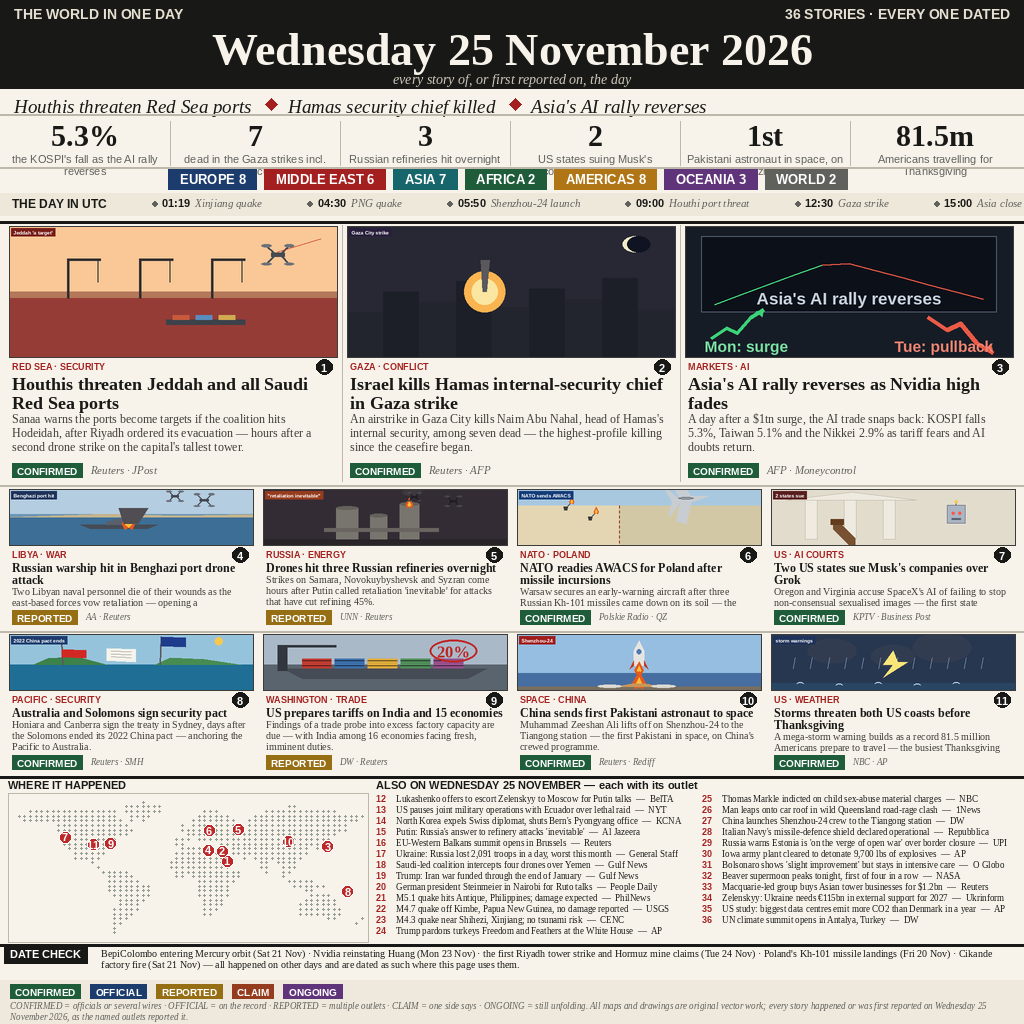 THE WORLD IN ONE DAY
36 STORIES · EVERY ONE DATED
Wednesday 25 November 2026
every story of, or first reported on, the day
Houthis threaten Red Sea ports ◆ Hamas security chief killed ◆ Asia's AI rally reverses
5.3%
the KOSPI's fall as the AI rally
reverses
7
dead in the Gaza strikes incl.
3
Russian refineries hit overnight
2
US states suing Musk's
1st
Pakistani astronaut in space, on
81.5m
Americans travelling for
Thanksgiving
EUROPE 8
MIDDLE EAST 6
ASIA 7
AFRICA 2
AMERICAS 8
OCEANIA 3
WORLD 2
THE DAY IN UTC
01:19 Xinjiang quake
04:30 PNG quake
05:50 Shenzhou-24 launch
09:00 Houthi port threat
12:30 Gaza strike
15:00 Asia close
Jeddah 'a target'
RED SEA · SECURITY
1
Houthis threaten Jeddah and all Saudi
Red Sea ports
Sanaa warns the ports become targets if the coalition hits
Hodeidah, after Riyadh ordered its evacuation — hours after a
second drone strike on the capital's tallest tower.
CONFIRMED
Reuters · JPost
Gaza City strike
GAZA · CONFLICT
2
Israel kills Hamas internal-security chief
in Gaza strike
An airstrike in Gaza City kills Naim Abu Nahal, head of Hamas's
internal security, among seven dead — the highest-profile killing
since the ceasefire began.
CONFIRMED
Reuters · AFP
Asia's AI rally reverses
Mon: surge
Tue: pullback
MARKETS · AI
3
Asia's AI rally reverses as Nvidia high
fades
A day after a $1tn surge, the AI trade snaps back: KOSPI falls
5.3%, Taiwan 5.1% and the Nikkei 2.9% as tariff fears and AI
doubts return.
CONFIRMED
AFP · Moneycontrol
Benghazi port hit
LIBYA · WAR
4
Russian warship hit in Benghazi port drone
attack
Two Libyan naval personnel die of their wounds as the
east-based forces vow retaliation — opening a
REPORTED
AA · Reuters
"retaliation inevitable"
RUSSIA · ENERGY
5
Drones hit three Russian refineries overnight
Strikes on Samara, Novokuybyshevsk and Syzran come
hours after Putin called retaliation 'inevitable' for attacks
that have cut refining 45%.
REPORTED
UNN · Reuters
NATO sends AWACS
NATO · POLAND
6
NATO readies AWACS for Poland after
missile incursions
Warsaw secures an early-warning aircraft after three
Russian Kh-101 missiles came down on its soil — the
CONFIRMED
Polskie Radio · QZ
2 states sue
US · AI COURTS
7
Two US states sue Musk's companies over
Grok
Oregon and Virginia accuse SpaceX's AI of failing to stop
non-consensual sexualised images — the first state
CONFIRMED
KPTV · Business Post
2022 China pact ends
PACIFIC · SECURITY
8
Australia and Solomons sign security pact
Honiara and Canberra sign the treaty in Sydney, days after
the Solomons ended its 2022 China pact — anchoring the
Pacific to Australia.
CONFIRMED
Reuters · SMH
20%
WASHINGTON · TRADE
9
US prepares tariffs on India and 15 economies
Findings of a trade probe into excess factory capacity are
due — with India among 16 economies facing fresh,
imminent duties.
REPORTED
DW · Reuters
Shenzhou-24
SPACE · CHINA
10
China sends first Pakistani astronaut to space
Muhammad Zeeshan Ali lifts off on Shenzhou-24 to the
Tiangong station — the first Pakistani in space, on China's
crewed programme.
CONFIRMED
Reuters · Rediff
storm warnings
US · WEATHER
11
Storms threaten both US coasts before
Thanksgiving
A mega-storm warning builds as a record 81.5 million
Americans prepare to travel — the busiest Thanksgiving
CONFIRMED
NBC · AP
WHERE IT HAPPENED
7 11 9 6 5 4 2 1 10 3 8
ALSO ON WEDNESDAY 25 NOVEMBER — each with its outlet
12 Lukashenko offers to escort Zelenskyy to Moscow for Putin talks — BelTA
13 US pauses joint military operations with Ecuador over lethal raid — NYT
14 North Korea expels Swiss diplomat, shuts Bern's Pyongyang office — KCNA
15 Putin: Russia's answer to refinery attacks 'inevitable' — Al Jazeera
16 EU-Western Balkans summit opens in Brussels — Reuters
17 Ukraine: Russia lost 2,091 troops in a day, worst this month — General Staff
18 Saudi-led coalition intercepts four drones over Yemen — Gulf News
19 Trump: Iran war funded through the end of January — Gulf News
20 German president Steinmeier in Nairobi for Ruto talks — People Daily
21 M5.1 quake hits Antique, Philippines; damage expected — PhilNews
22 M4.7 quake off Kimbe, Papua New Guinea, no damage reported — USGS
23 M4.3 quake near Shihezi, Xinjiang; no tsunami risk — CENC
24 Trump pardons turkeys Freedom and Feathers at the White House — AP
25 Thomas Markle indicted on child sex-abuse material charges — NBC
26 Man leaps onto car roof in wild Queensland road-rage clash — 1News
27 China launches Shenzhou-24 crew to the Tiangong station — DW
28 Italian Navy's missile-defence shield declared operational — Repubblica
29 Russia warns Estonia is 'on the verge of open war' over border closure — UPI
30 Iowa army plant cleared to detonate 9,700 lbs of explosives — AP
31 Bolsonaro shows 'slight improvement' but stays in intensive care — O Globo
32 Beaver supermoon peaks tonight, first of four in a row — NASA
33 Macquarie-led group buys Asian tower businesses for $1.2bn — Reuters
34 Zelenskyy: Ukraine needs €115bn in external support for 2027 — Ukrinform
35 US study: biggest data centres emit more CO2 than Denmark in a year — AP
36 UN climate summit opens in Antalya, Turkey — DW
DATE CHECK
BepiColombo entering Mercury orbit (Sat 21 Nov) · Nvidia reinstating Huang (Mon 23 Nov) · the first Riyadh tower strike and Hormuz mine claims (Tue 24 Nov) · Poland's Kh-101 missile landings (Fri 20 Nov) · Cikande
factory fire (Sat 21 Nov) — all happened on other days and are dated as such where this page uses them.
CONFIRMED
OFFICIAL
REPORTED
CLAIM
ONGOING
CONFIRMED = officials or several wires · OFFICIAL = on the record · REPORTED = multiple outlets · CLAIM = one side says · ONGOING = still unfolding. All maps and drawings are original vector work; every story happened or was first reported on Wednesday 25
November 2026, as the named outlets reported it.